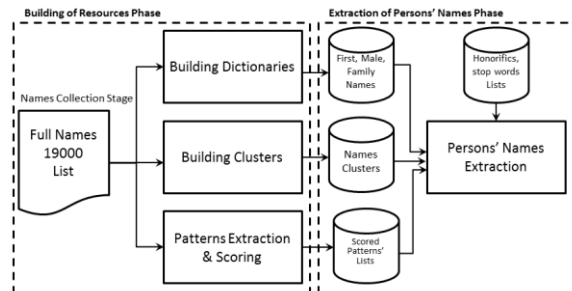 Building of Resources Phase
Extraction of Persons' Names Phase
Names Collection Stage
Full Names
19000
List
Building Dictionaries
Building Clusters
Patterns Extraction
& Scoring
First, Male,
Family
Names
Names
Clusters
Scored
Patterns'
Lists
Honorifics,
stop words
Lists
Persons' Names
Extraction